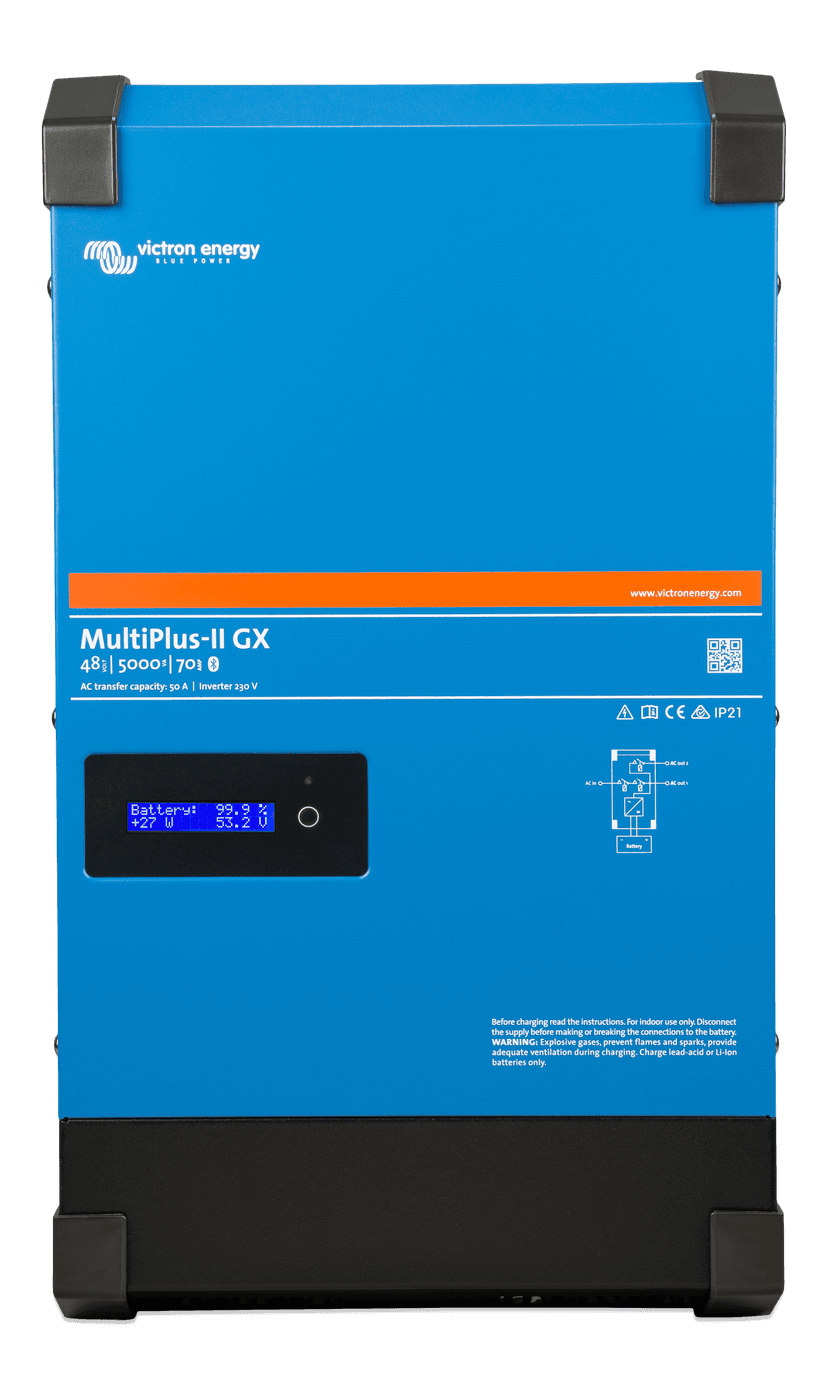 victron energy
BLUE POWER
www.victronenergy.com
MultiPlus-II GX
48 VOLT | 5000 VA | 70 AMP
AC transfer capacity: 50 A | Inverter 230 V
CE IP21
Battery: 99.9 %
+27 W 53.2 V
AC out 2
AC in AC out 1
Battery
Before charging read the instructions. For indoor use only. Disconnect
the supply before making or breaking the connections to the battery.
WARNING: Explosive gases, prevent flames and sparks, provide
adequate ventilation during charging. Charge lead-acid or Li-Ion
batteries only.